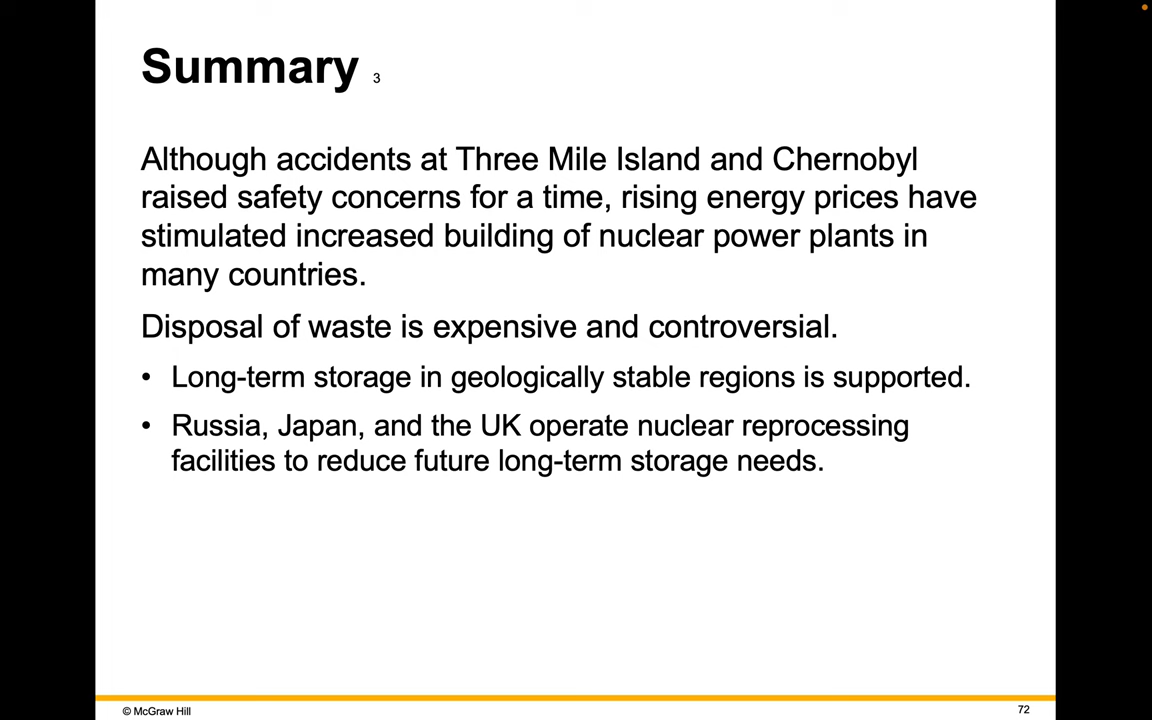 Summary 3
Although accidents at Three Mile Island and Chernobyl
raised safety concerns for a time, rising energy prices have
stimulated increased building of nuclear power plants in
many countries.
Disposal of waste is expensive and controversial.
• Long-term storage in geologically stable regions is supported.
• Russia, Japan, and the UK operate nuclear reprocessing
facilities to reduce future long-term storage needs.
© McGraw Hill
72